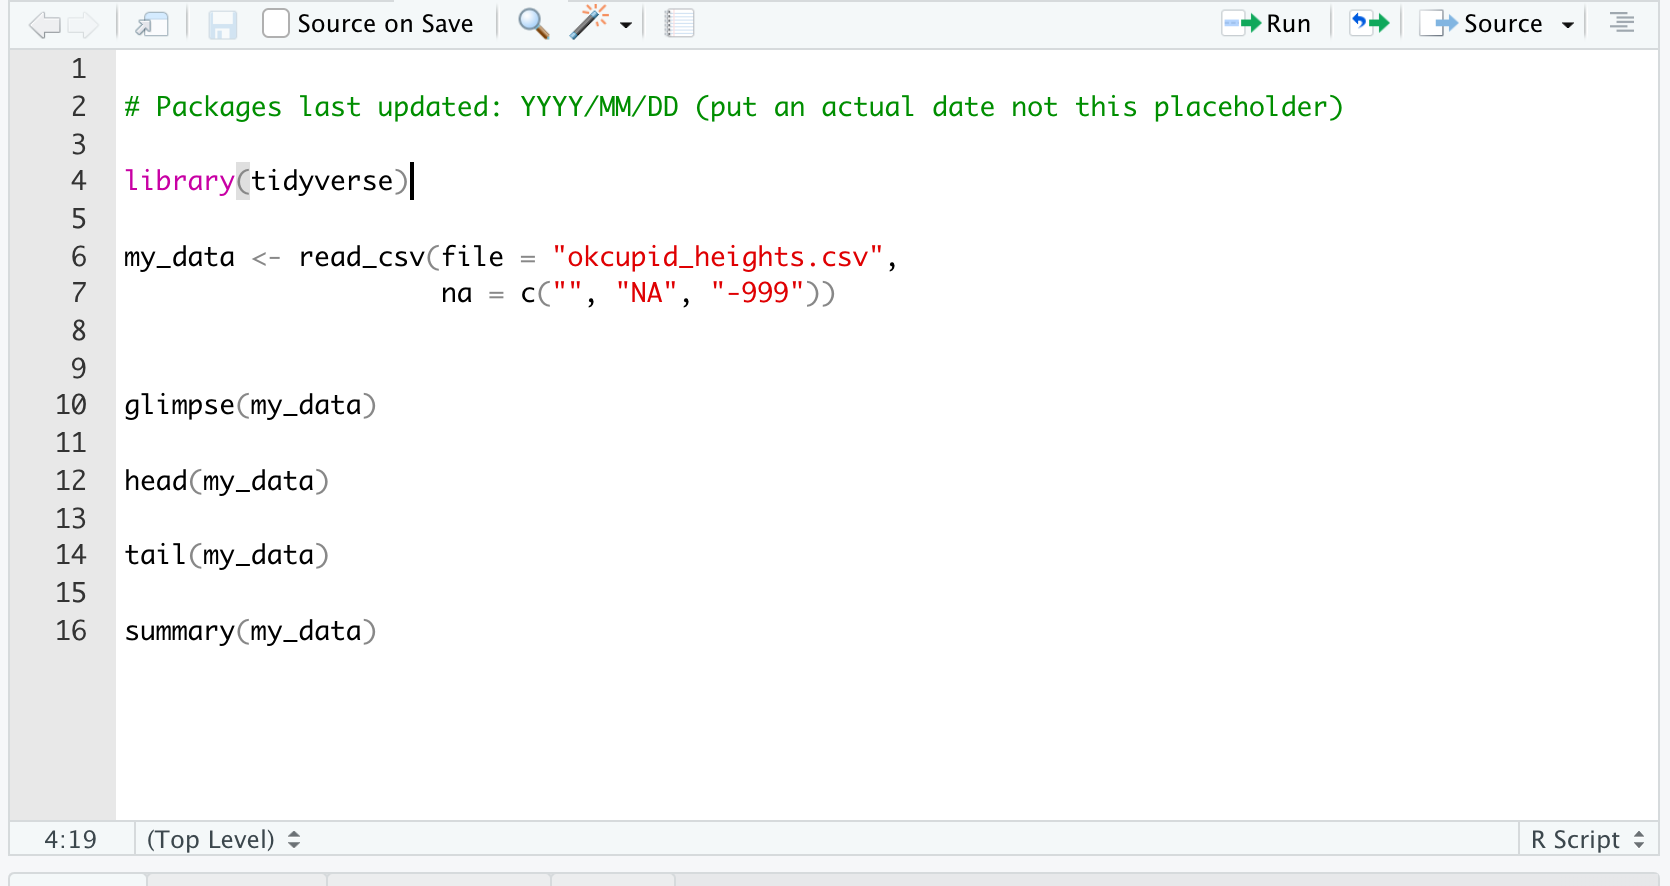 Source on Save Run Source
1
2 # Packages last updated: YYYY/MM/DD (put an actual date not this placeholder)
3
4 library(tidyverse)
5
6 my_data <- read_csv(file = "okcupid_heights.csv",
7 na = c("", "NA", "-999"))
8
9
10 glimpse(my_data)
11
12 head(my_data)
13
14 tail(my_data)
15
16 summary(my_data)
4:19 (Top Level) R Script